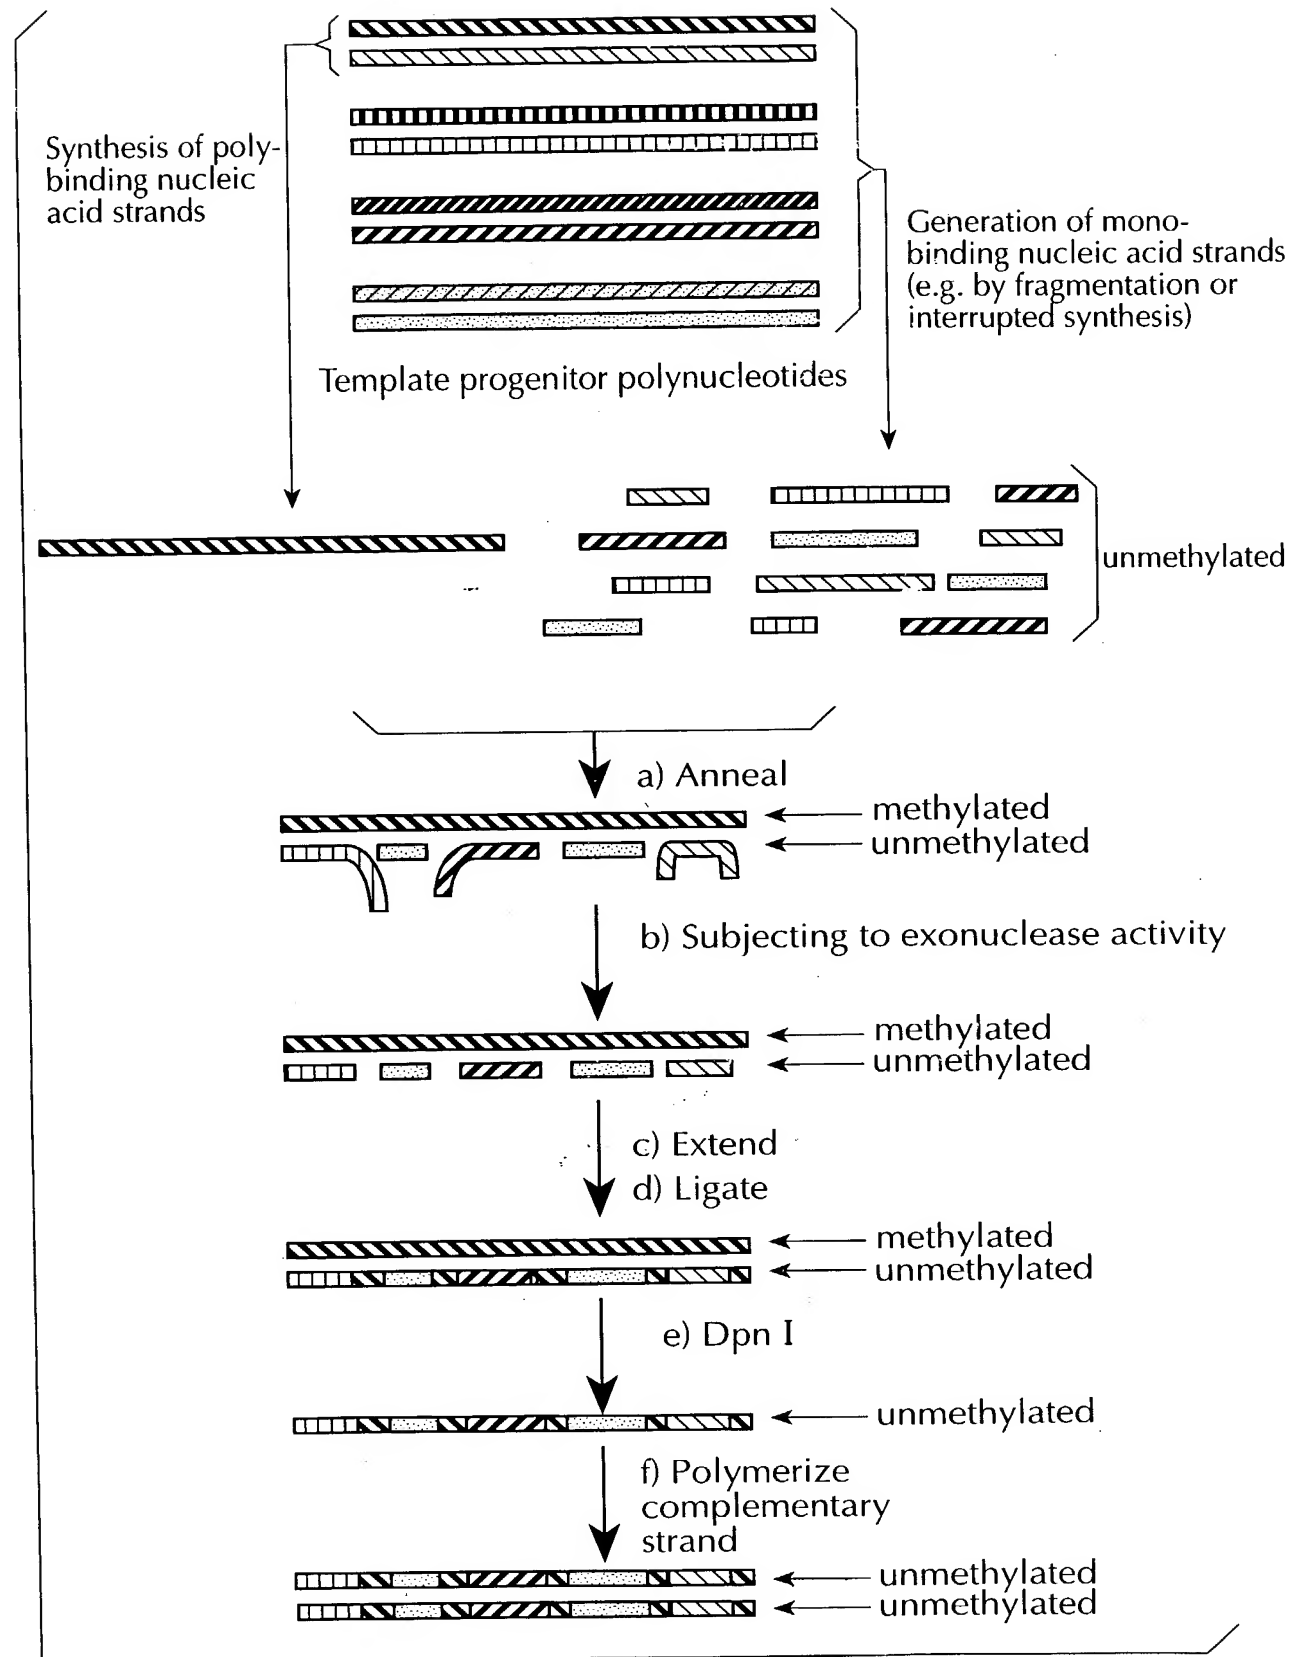 Synthesis of poly-
binding nucleic
acid strands
Generation of mono-
binding nucleic acid strands
(e.g. by fragmentation or
interrupted synthesis)
Template progenitor polynucleotides
unmethylated
a) Anneal
methylated
unmethylated
b) Subjecting to exonuclease activity
methylated
unmethylated
c) Extend
d) Ligate
methylated
unmethylated
e) Dpn I
unmethylated
f) Polymerize
complementary
strand
unmethylated
unmethylated